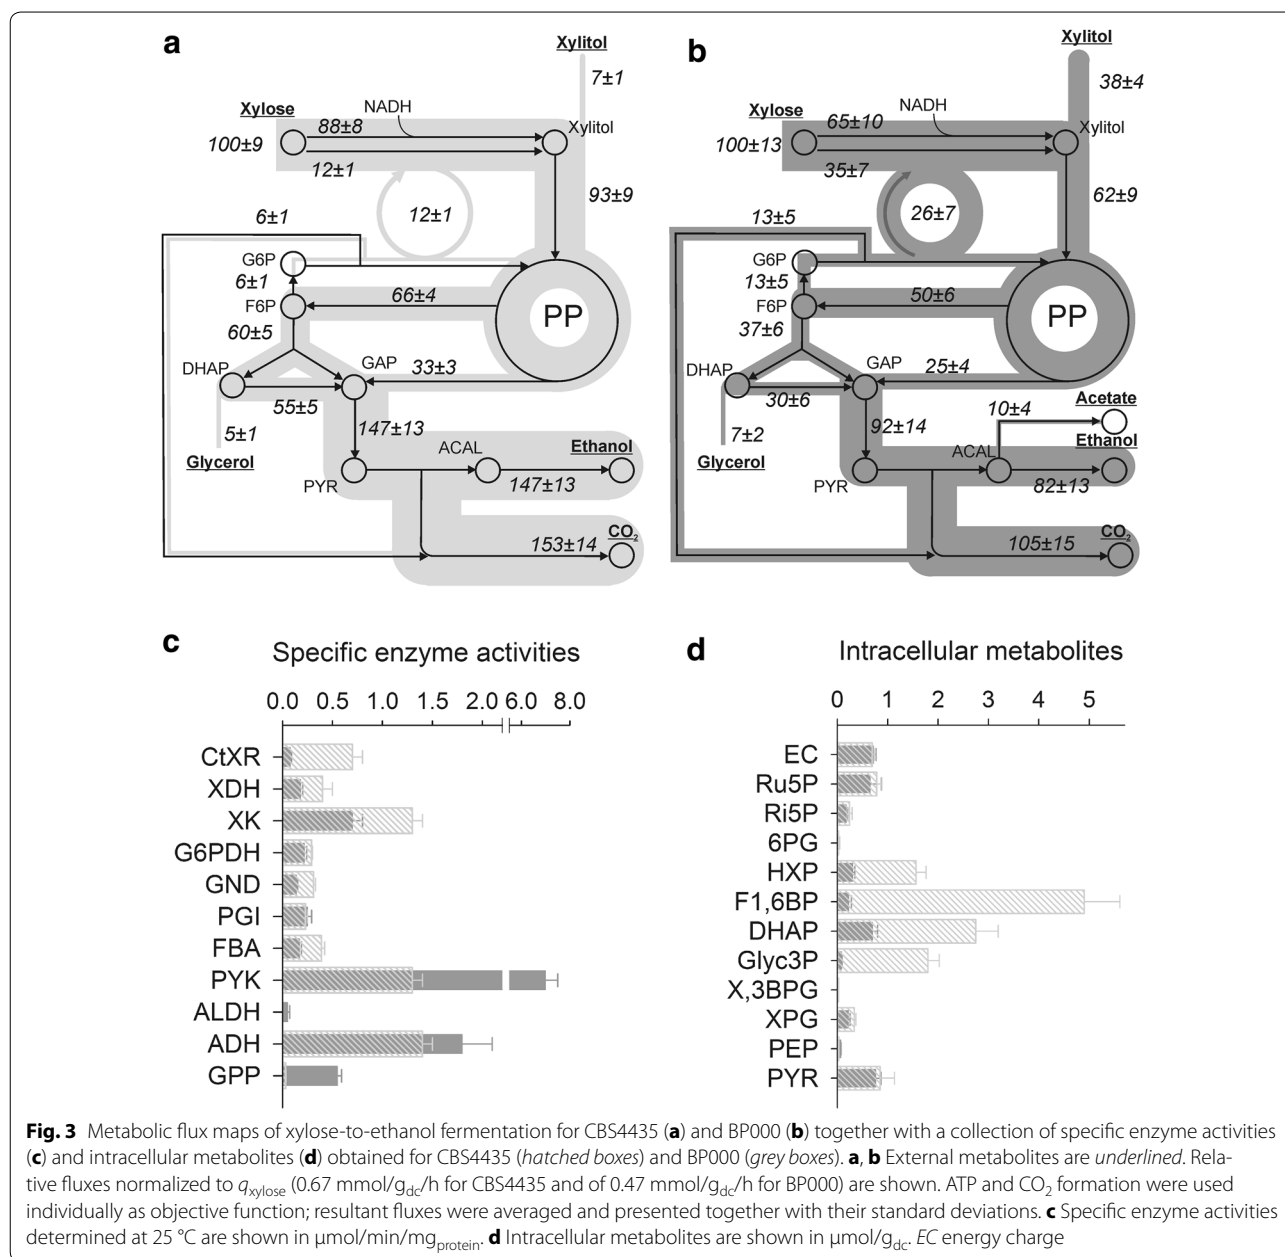 a
Xylitol
7±1
Xylose
NADH
88±8
Xylitol
100±9
12±1
93±9
6±1
12±1
G6P
6±1
66±4
F6P
PP
60±5
DHAP
GAP
33±3
55±5
5±1
147±13
Glycerol
ACAL
Ethanol
PYR
147±13
CO2
153±14
b
Xylitol
38±4
Xylose
NADH
65±10
Xylitol
100±13
35±7
62±9
13±5
26±7
G6P
13±5
50±6
F6P
PP
37±6
DHAP
GAP
25±4
30±6
Acetate
10±4
7±2
92±14
Ethanol
Glycerol
ACAL
PYR
82±13
CO2
105±15
c
Specific enzyme activities
0.0 0.5 1.0 1.5 2.0 6.0 8.0
CtXR
XDH
XK
G6PDH
GND
PGI
FBA
PYK
ALDH
ADH
GPP
d
Intracellular metabolites
0 1 2 3 4 5
EC
Ru5P
Ri5P
6PG
HXP
F1,6BP
DHAP
Glyc3P
X,3BPG
XPG
PEP
PYR
Fig. 3 Metabolic flux maps of xylose-to-ethanol fermentation for CBS4435 (a) and BP000 (b) together with a collection of specific enzyme activities
(c) and intracellular metabolites (d) obtained for CBS4435 (hatched boxes) and BP000 (grey boxes). a, b External metabolites are underlined. Rela-
tive fluxes normalized to qxylose (0.67 mmol/gdc/h for CBS4435 and of 0.47 mmol/gdc/h for BP000) are shown. ATP and CO2 formation were used
individually as objective function; resultant fluxes were averaged and presented together with their standard deviations. c Specific enzyme activities
determined at 25 °C are shown in μmol/min/mgprotein. d Intracellular metabolites are shown in μmol/gdc. EC energy charge